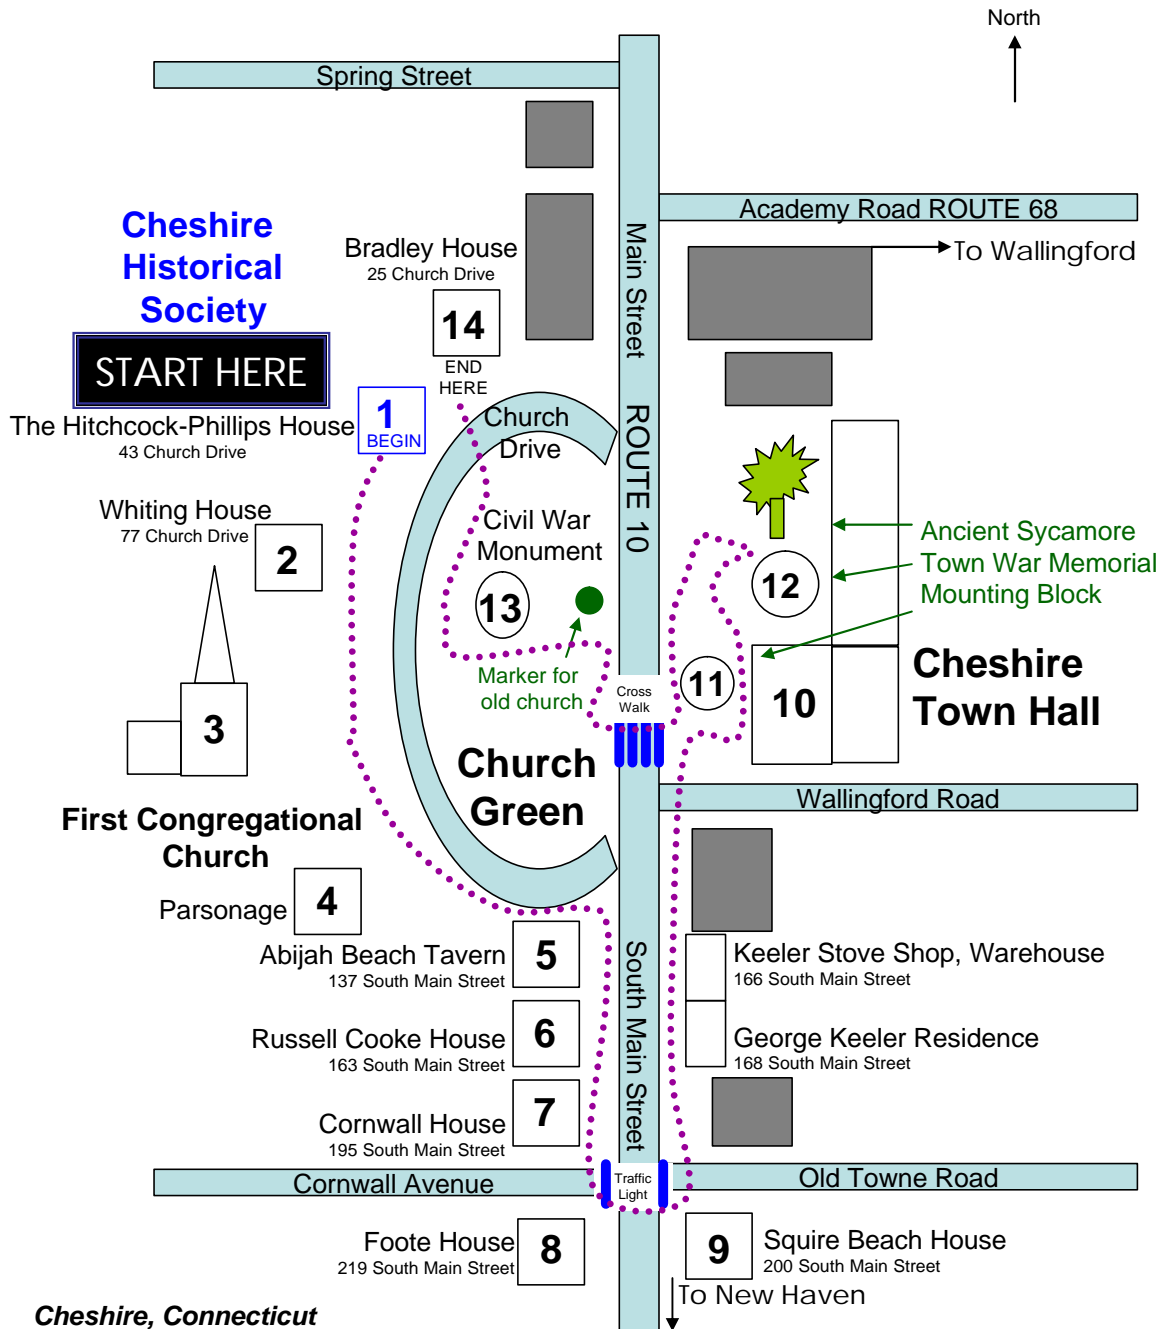 North
Spring Street
Academy Road ROUTE 68
To Wallingford
Main Street
ROUTE 10
Cheshire
Historical
Society
START HERE
Bradley House
25 Church Drive
14
END
HERE
1
BEGIN
The Hitchcock-Phillips House
43 Church Drive
Church
Drive
Whiting House
77 Church Drive
2
Civil War
Monument
13
Marker for
old church
12
Ancient Sycamore
Town War Memorial
Mounting Block
11
10
Cheshire
Town Hall
Cross
Walk
3
First Congregational
Church
Church
Green
Wallingford Road
4
Parsonage
Abijah Beach Tavern
137 South Main Street
5
South Main Street
Keeler Stove Shop, Warehouse
166 South Main Street
Russell Cooke House
163 South Main Street
6
George Keeler Residence
168 South Main Street
Cornwall House
195 South Main Street
7
Cornwall Avenue
Traffic
Light
Old Towne Road
Foote House
219 South Main Street
8
9
Squire Beach House
200 South Main Street
To New Haven
Cheshire, Connecticut